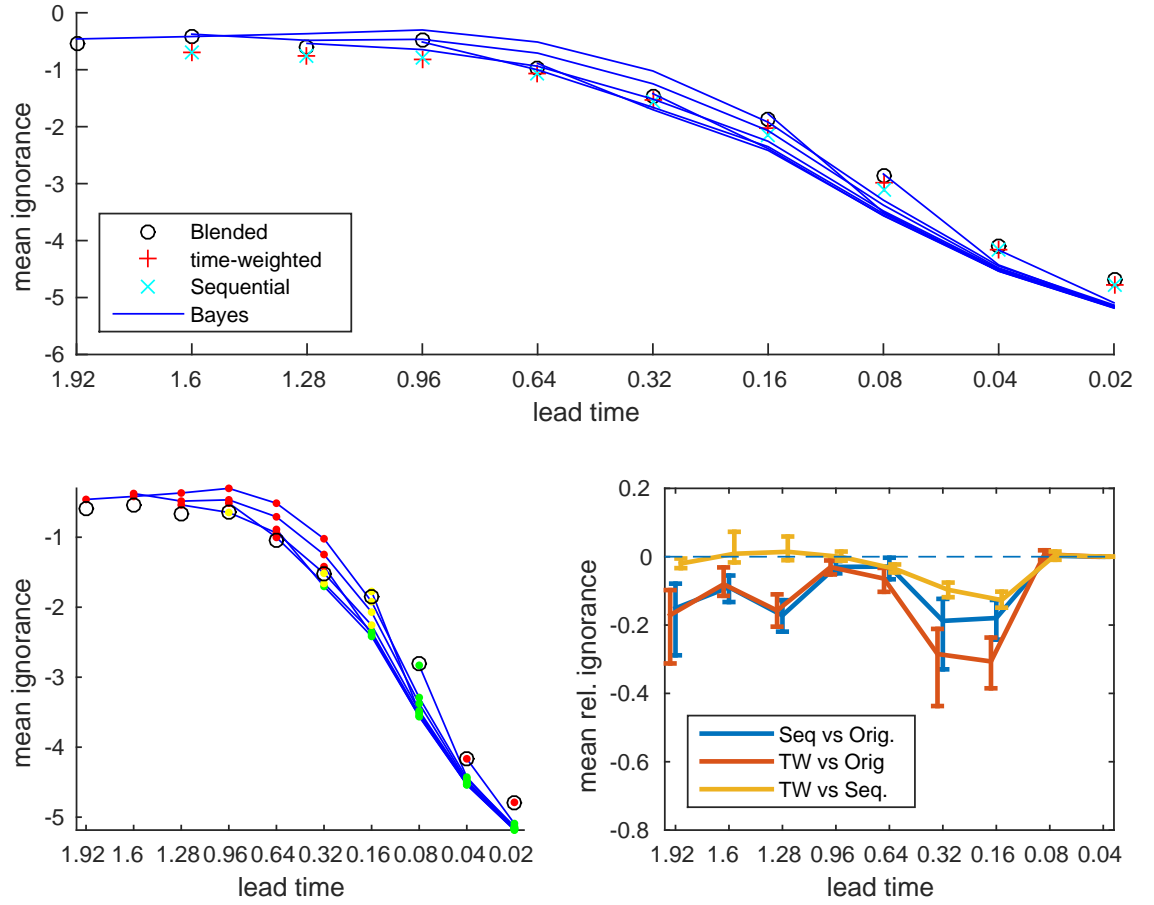 0
-1
-2
-3
-4
-5
-6
mean ignorance
Blended
time-weighted
Sequential
Bayes
1.92 1.6 1.28 0.96 0.64 0.32 0.16 0.08 0.04 0.02
lead time
-1
-2
-3
-4
-5
mean ignorance
1.92 1.6 1.28 0.96 0.64 0.32 0.16 0.08 0.04 0.02
lead time
0.2
0
-0.2
-0.4
-0.6
-0.8
mean rel. ignorance
Seq vs Orig.
TW vs Orig
TW vs Seq.
1.92 1.6 1.28 0.96 0.64 0.32 0.16 0.08 0.04
lead time